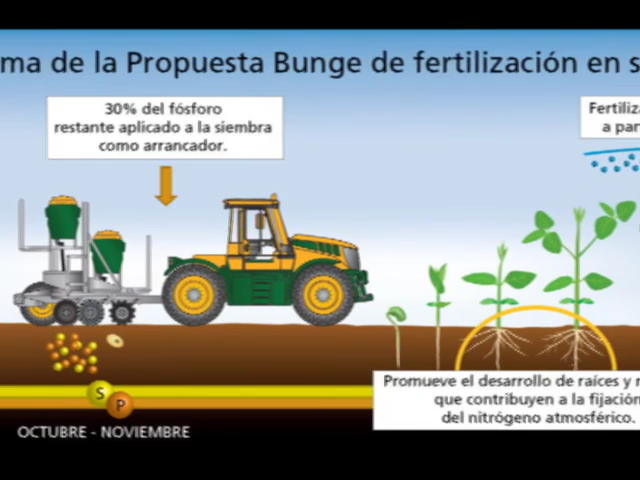 ma de la Propuesta Bunge de fertilización en s
30% del fósforo
restante aplicado a la siembra
como arrancador.
Fertiliz
a par
Promueve el desarrollo de raíces y
que contribuyen a la fijación
del nitrógeno atmosférico.
S
P
OCTUBRE - NOVIEMBRE